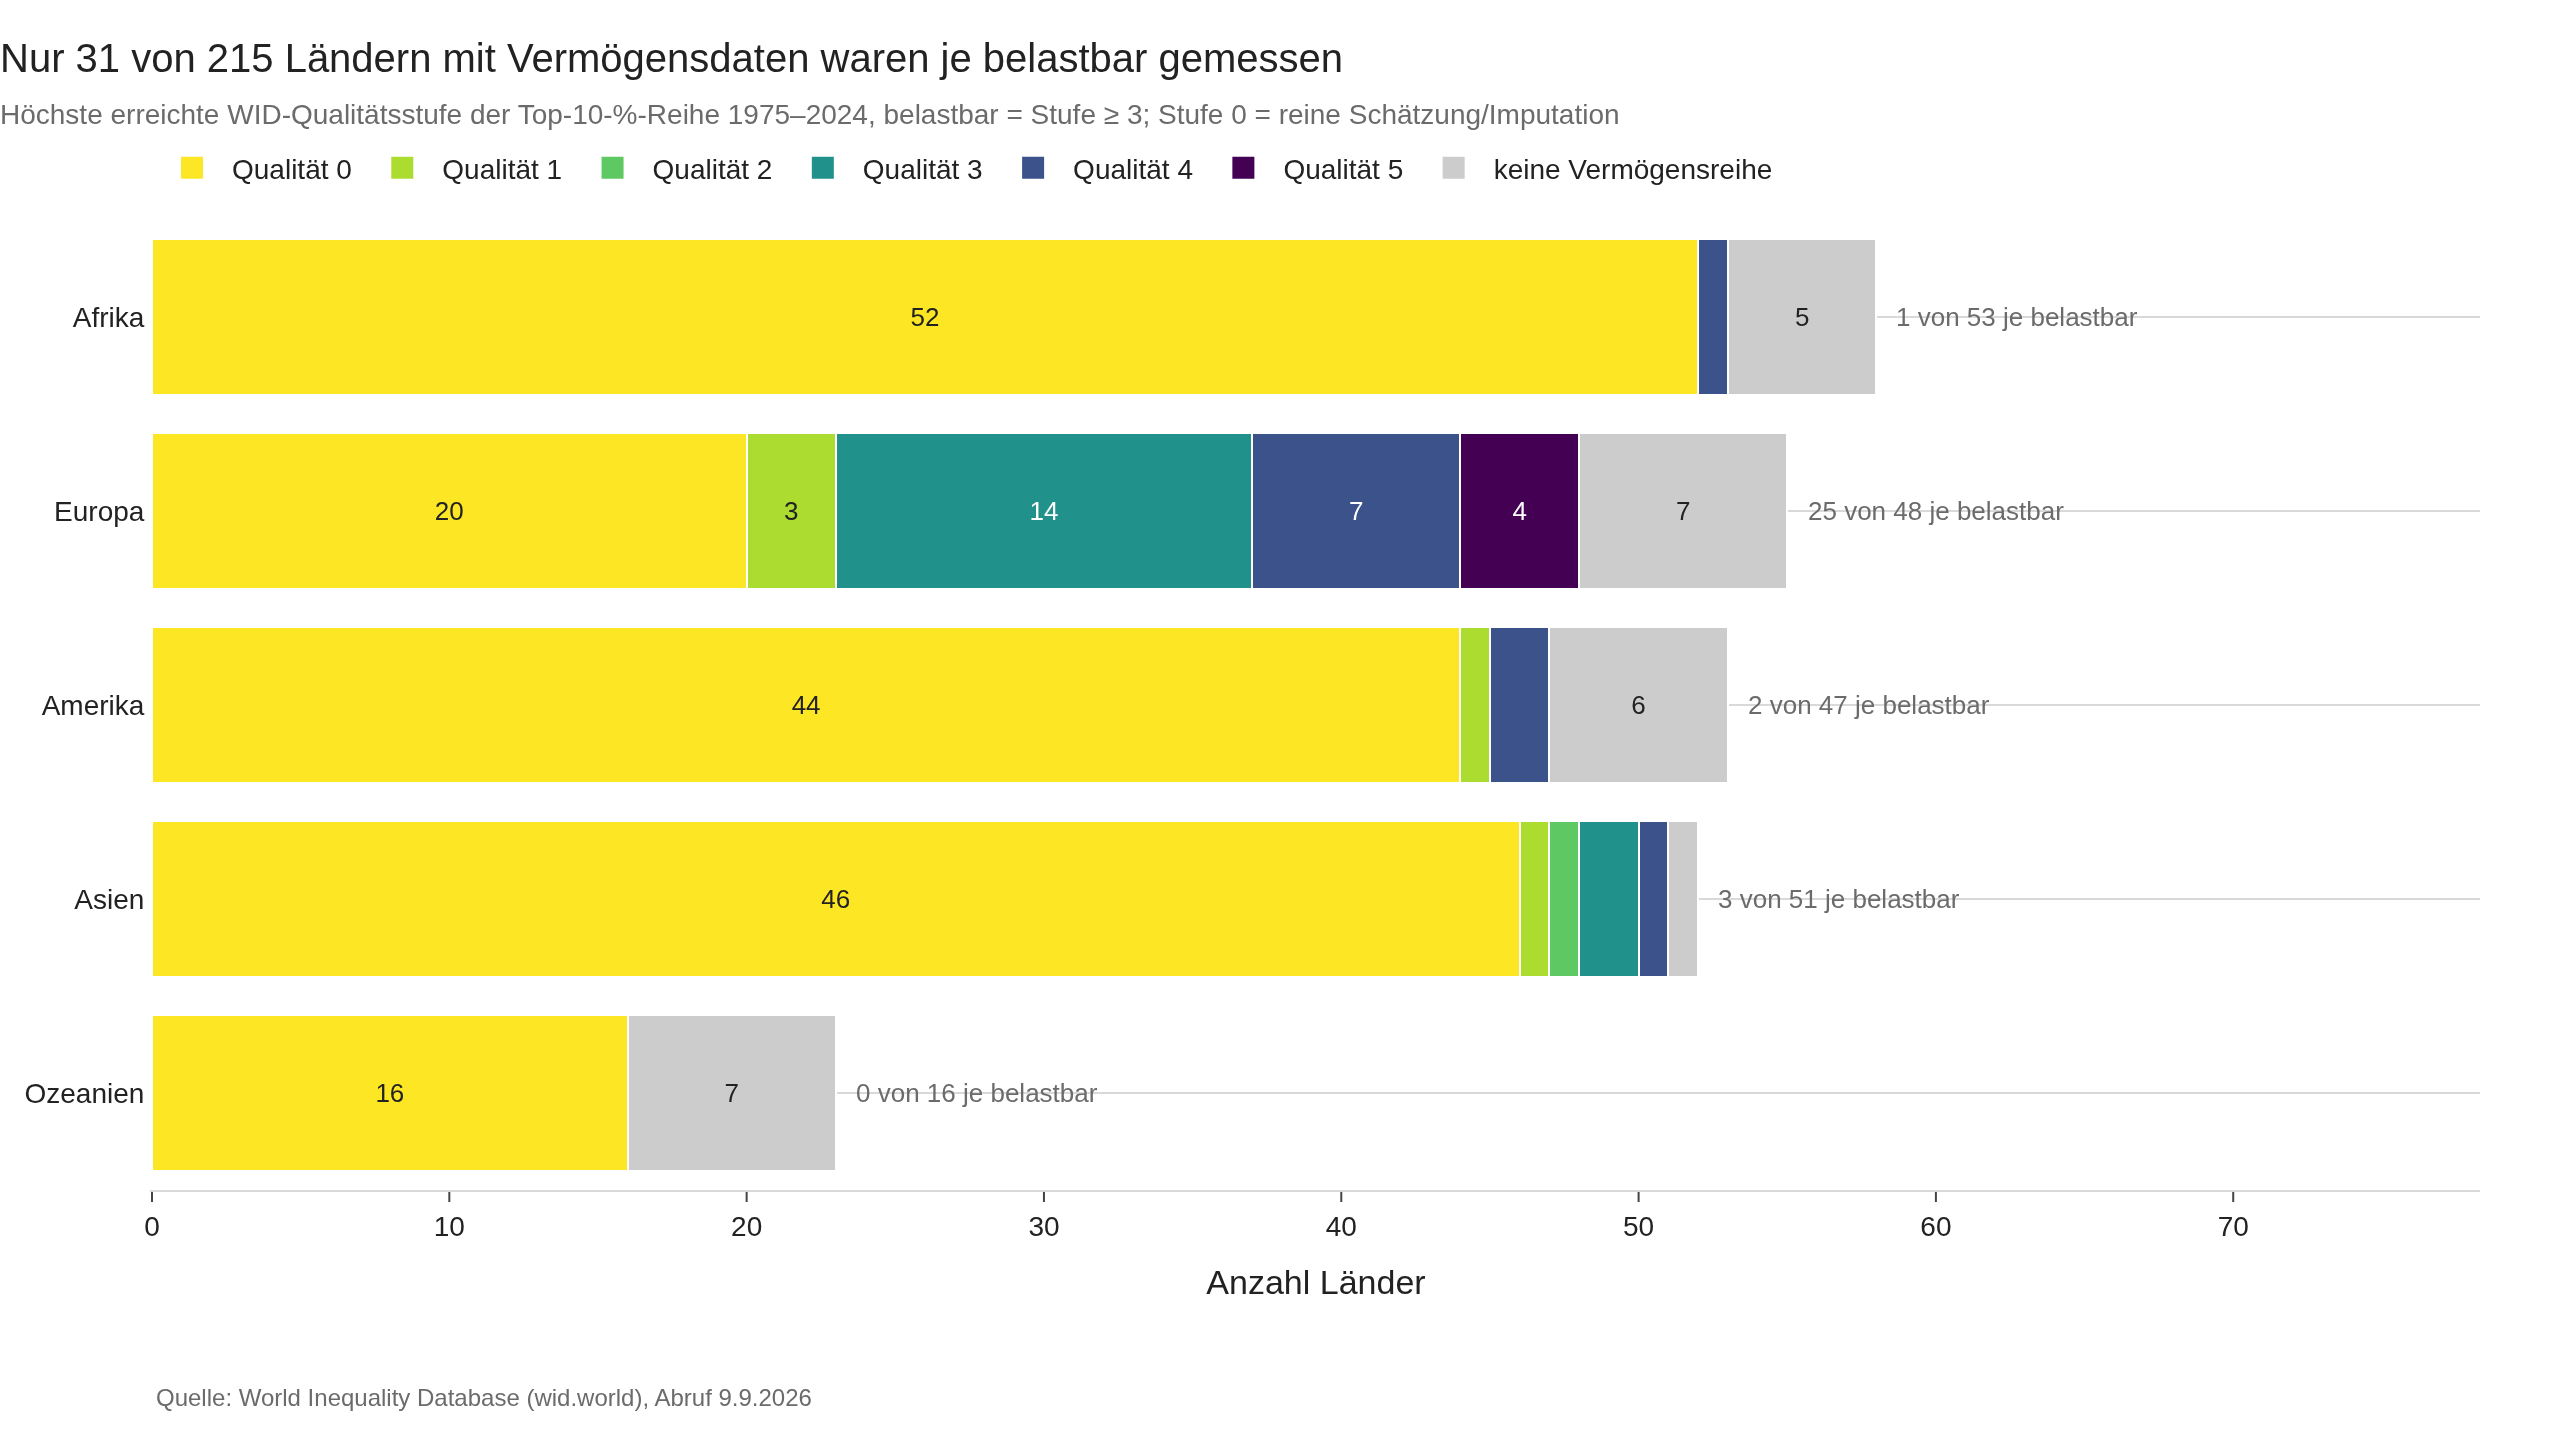 Nur 31 von 215 Ländern mit Vermögensdaten waren je belastbar gemessen
Höchste erreichte WID-Qualitätsstufe der Top-10-%-Reihe 1975–2024, belastbar = Stufe ≥ 3; Stufe 0 = reine Schätzung/Imputation
Qualität 0 Qualität 1 Qualität 2 Qualität 3 Qualität 4 Qualität 5 keine Vermögensreihe
Afrika 52 5 1 von 53 je belastbar
Europa 20 3 14 7 4 7 25 von 48 je belastbar
Amerika 44 6 2 von 47 je belastbar
Asien 46 3 von 51 je belastbar
Ozeanien 16 7 0 von 16 je belastbar
0 10 20 30 40 50 60 70
Anzahl Länder
Quelle: World Inequality Database (wid.world), Abruf 9.9.2026